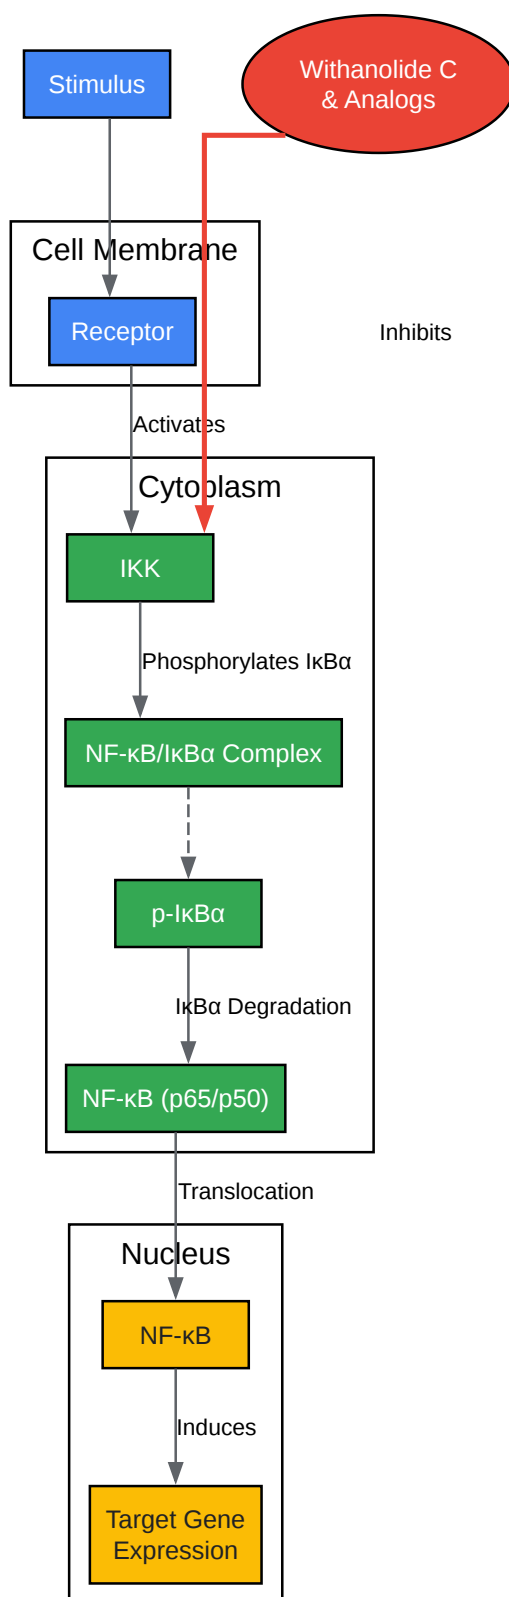 Stimulus
Withanolide C
& Analogs
Cell Membrane
Receptor
Inhibits
Activates
Cytoplasm
IKK
Phosphorylates IκBα
NF-κB/IκBα Complex
p-IκBα
IκBα Degradation
NF-κB (p65/p50)
Translocation
Nucleus
NF-κB
Induces
Target Gene
Expression